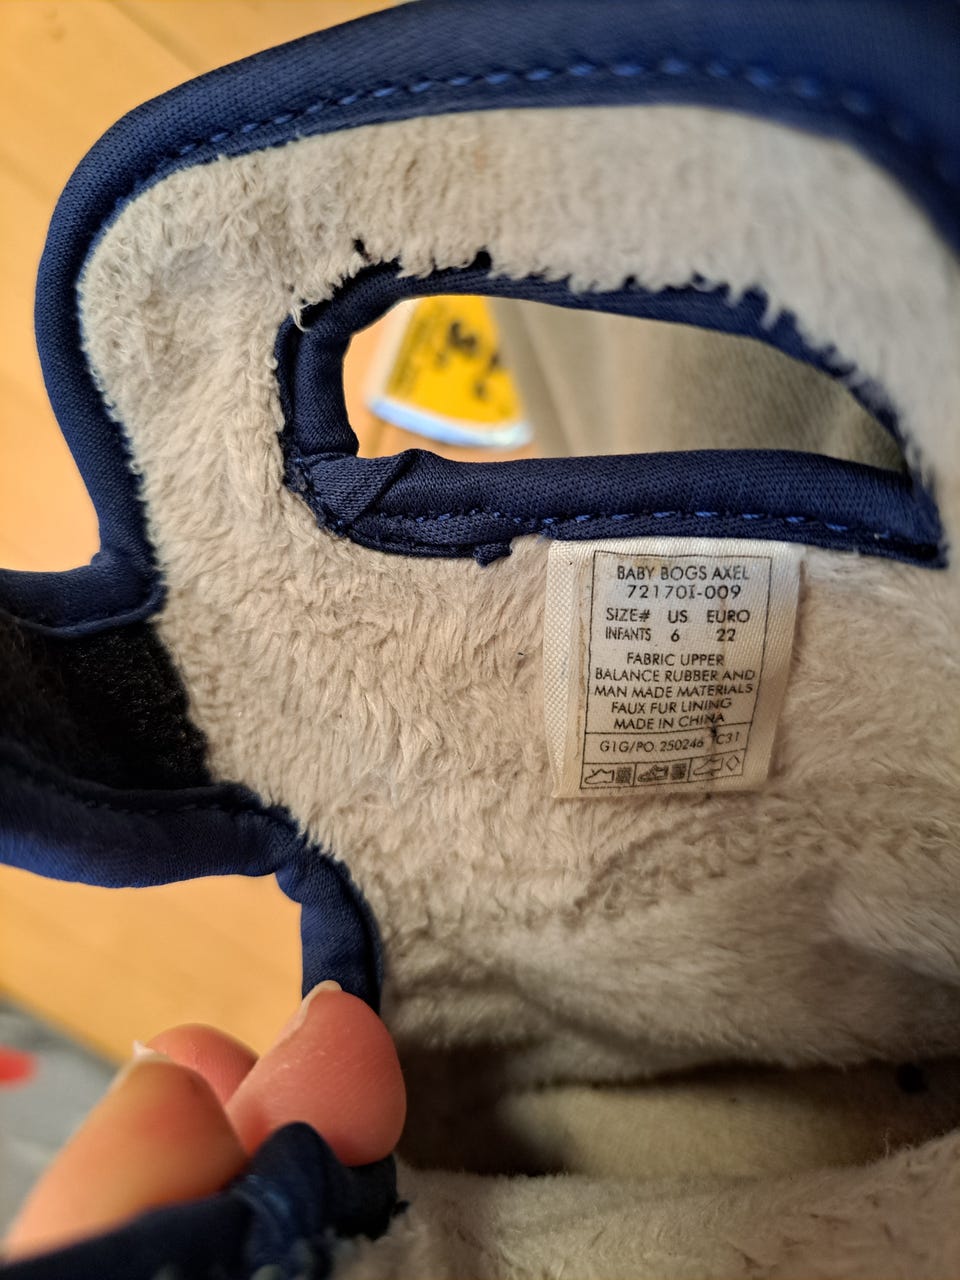 BABY BOGS AXEL
72170I-009
SIZE# US EURO
INFANTS 6 22
FABRIC UPPER
BALANCE RUBBER AND
MAN MADE MATERIALS
FAUX FUR LINING
MADE IN CHINA
G1G/PO 250246 C31